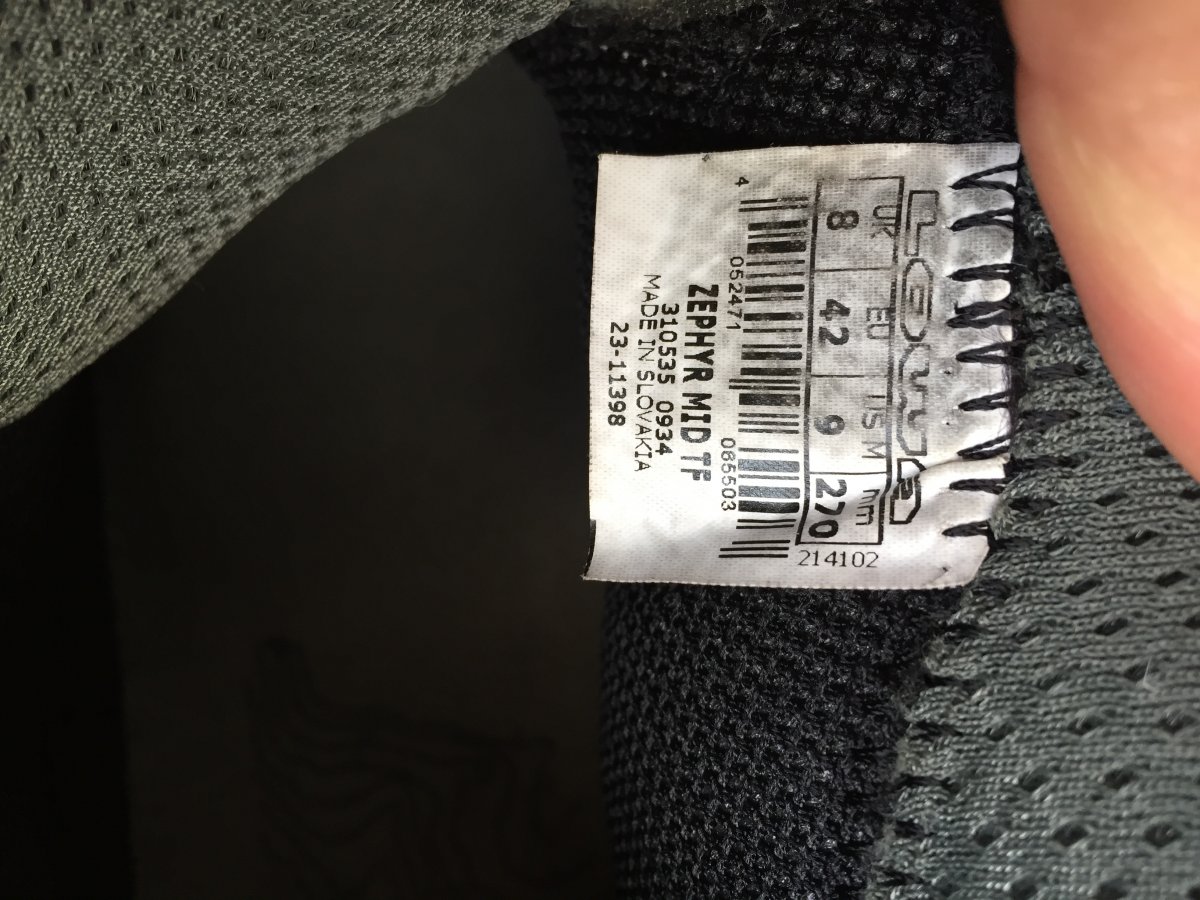 LOWA
UK EU US M mm
8 42 9 270
214102
4 052471 085503
ZEPHYR MID TF
310535 0934
MADE IN SLOVAKIA
23-11398